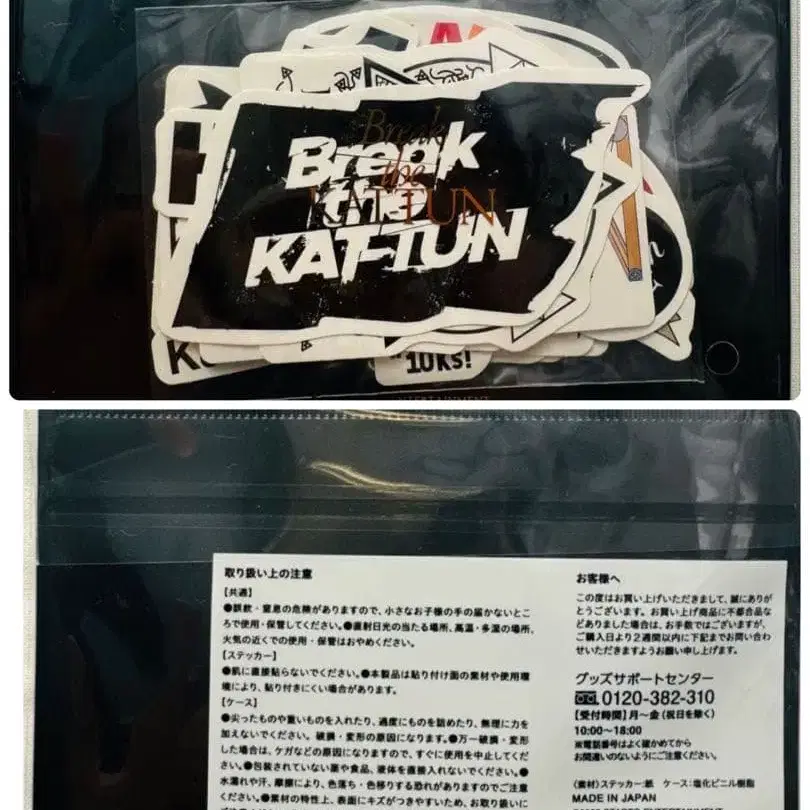 Break
the
KAT-TUN
Break
the
KAT-TUN
10Ks!
取り扱い上の注意
【共通】
●誤飲・窒息の危険がありますので、小さなお子様の手の届かないとこ
ろで使用・保管してください。●直射日光の当たる場所、高温・多湿の場所、
火気の近くでの使用・保管はおやめください。
【ステッカー】
●肌に直接貼らないでください。●本製品は貼り付け面の素材や使用環
境により、貼り付きにくい場合があります。
【ケース】
●尖ったものや重いものを入れたり、過度にものを詰めたり、無理に力を
加えないでください。破損・変形の原因になります。●万一破損・変形
した場合は、ケガなどの原因になりますので、すぐに使用を中止してくだ
さい。●包装されていない薬や食品、液体を直接入れないでください。●
水濡れや汗、摩擦により、色落ち・色移りする恐れがありますのでご注意
ください。●素材の特性上、表面にキズがつきやすいため、お取り扱いに
お客様へ
この度はお買い上げいただきまして、誠にありが
とうございます。お買い上げ商品に不都合な
どありました場合は、お手数ではございますが、
ご購入日より2週間以内に下記までお問い合わ
せいただきますようお願い申し上げます。
グッズサポートセンター
0120-382-310
【受付時間】月～金(祝日を除く)
10:00～18:00
※電話番号はよく確かめてから
お間違いのないようにご注意ください。
(素材)ステッカー:紙 ケース:塩化ビニル樹脂
MADE IN JAPAN